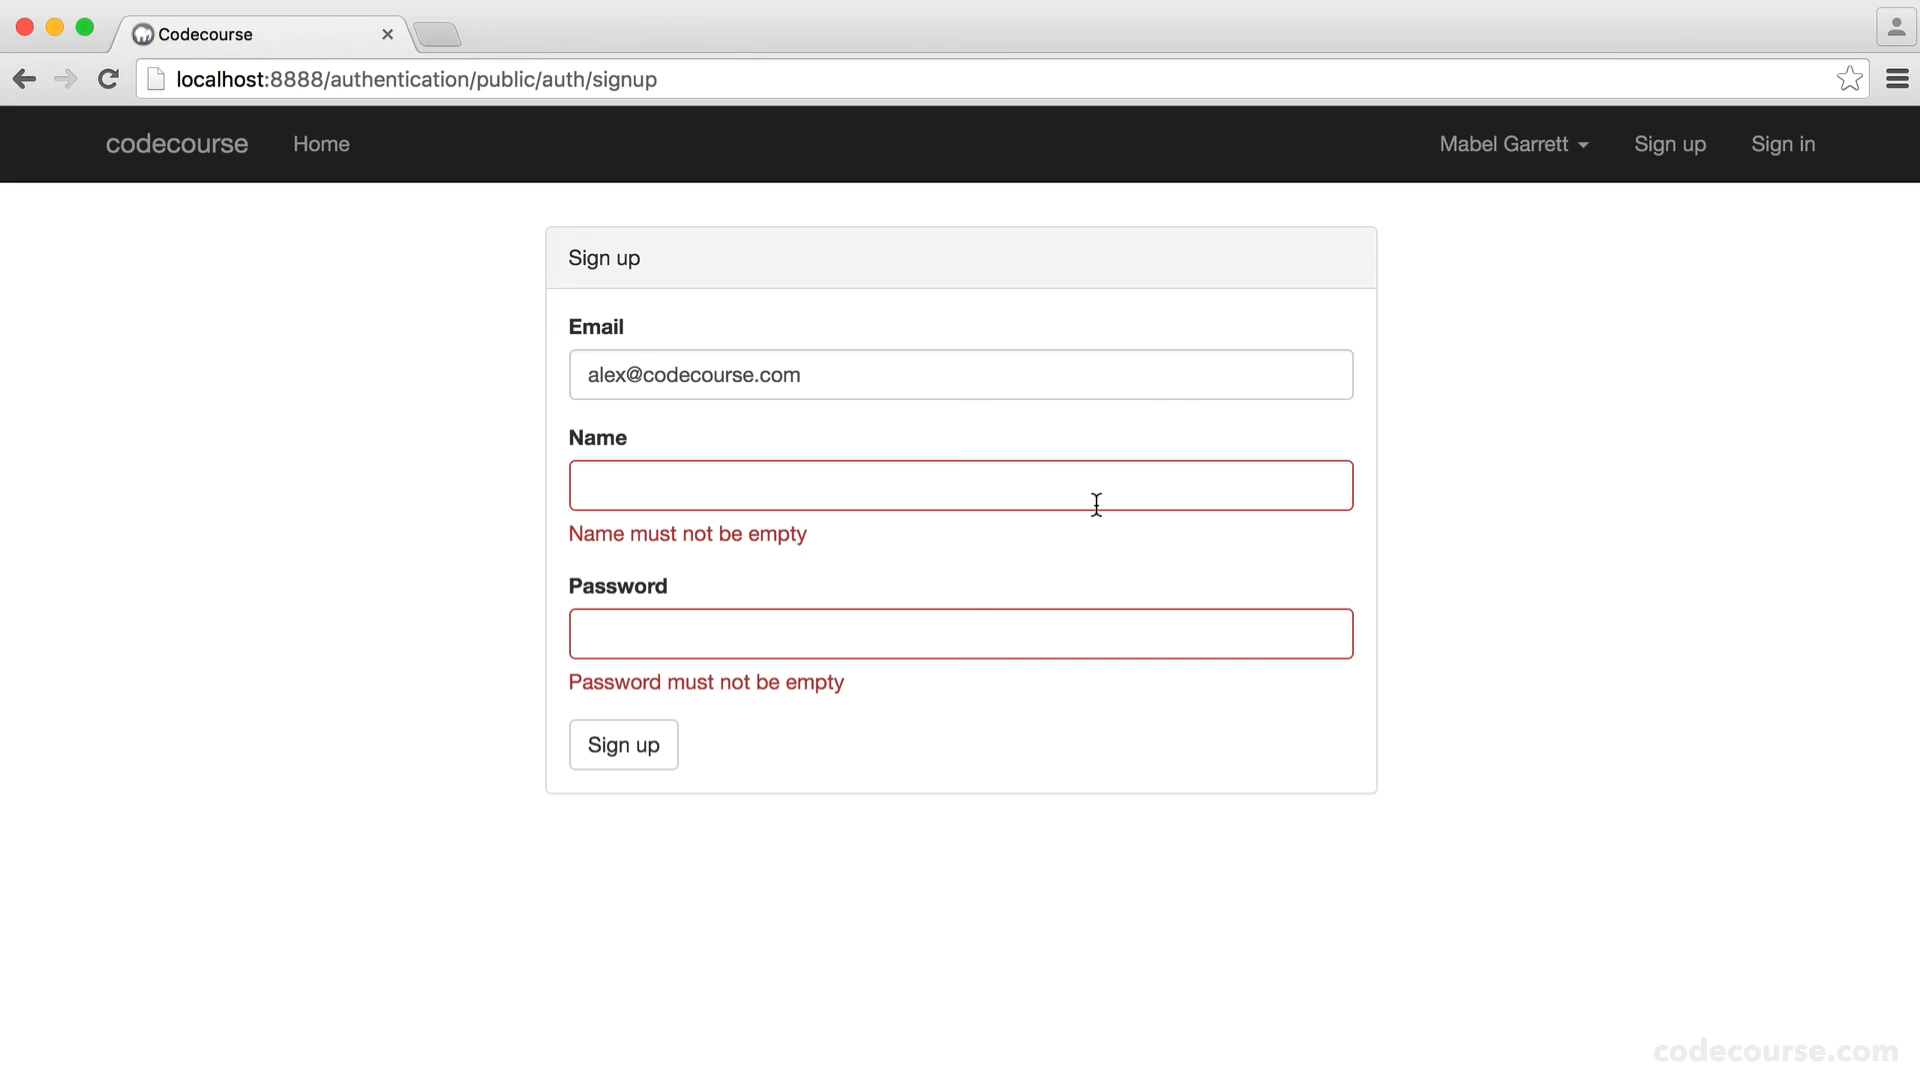 Codecourse
localhost:8888/authentication/public/auth/signup
codecourse Home Mabel Garrett Sign up Sign in
Sign up
Email
alex@codecourse.com
Name
Name must not be empty
Password
Password must not be empty
Sign up
codecourse.com